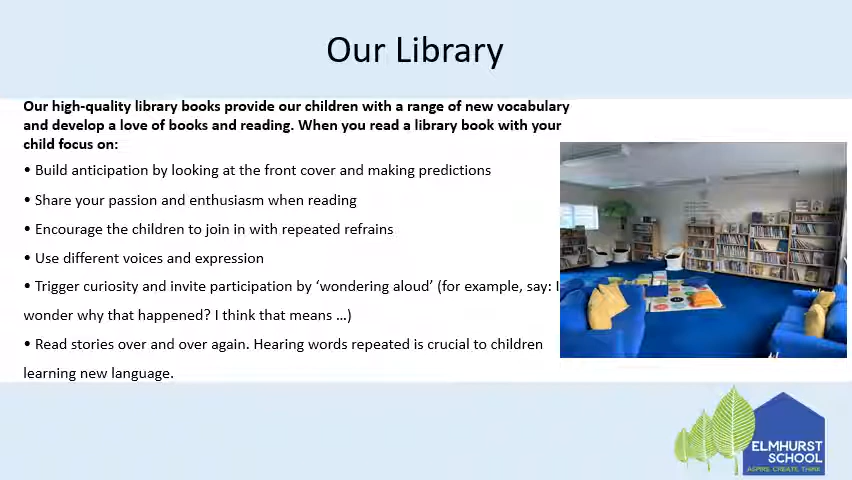 Our Library
Our high-quality library books provide our children with a range of new vocabulary
and develop a love of books and reading. When you read a library book with your
child focus on:
• Build anticipation by looking at the front cover and making predictions
• Share your passion and enthusiasm when reading
• Encourage the children to join in with repeated refrains
• Use different voices and expression
• Trigger curiosity and invite participation by ‘wondering aloud’ (for example, say: I
wonder why that happened? I think that means …)
• Read stories over and over again. Hearing words repeated is crucial to children
learning new language.
ELMHURST
SCHOOL
ASPIRE CREATE THINK